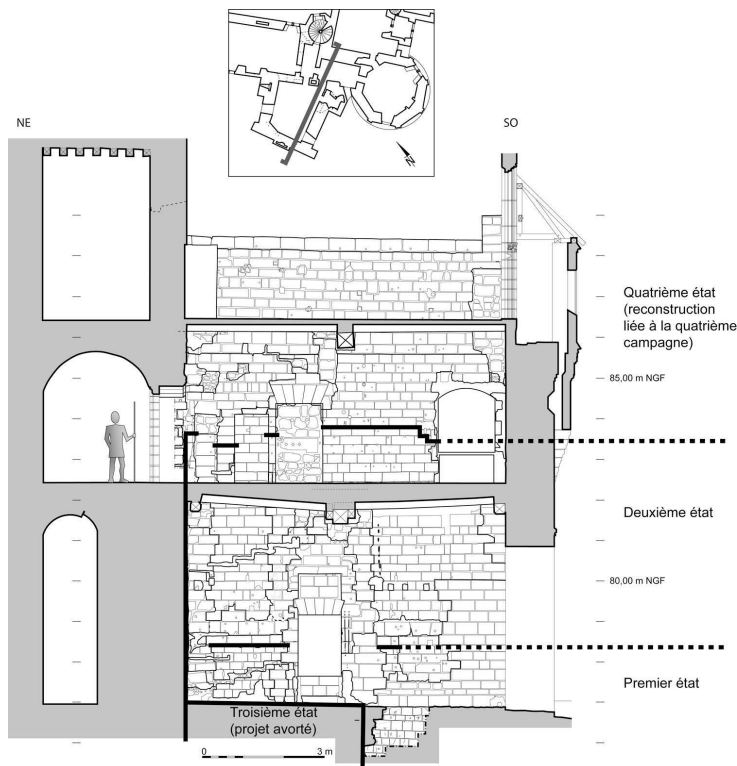 N
NE
SO
Quatrième état
(reconstruction
liée à la quatrième
campagne)
85,00 m NGF
Deuxième état
80,00 m NGF
Premier état
Troisième état
(projet avorté)
0 3 m